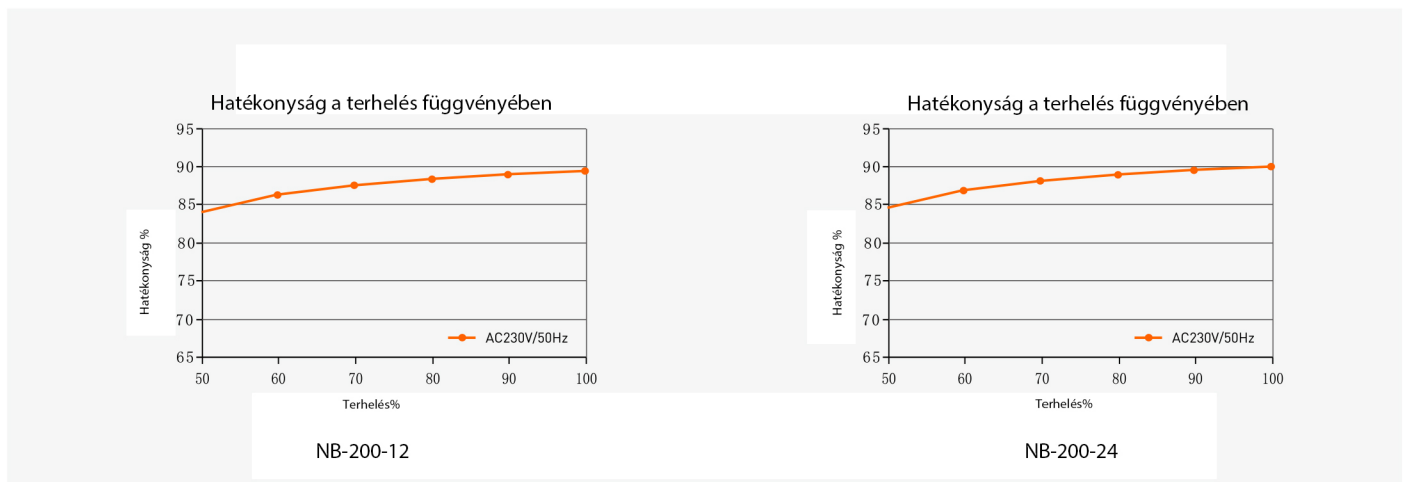 Hatékonyság a terhelés függvényében
95
90
85
80
75
70
65
Hatékonyság %
AC230V/50Hz
50 60 70 80 90 100
Terhelés%
NB-200-12
Hatékonyság a terhelés függvényében
95
90
85
80
75
70
65
Hatékonyság %
AC230V/50Hz
50 60 70 80 90 100
Terhelés%
NB-200-24